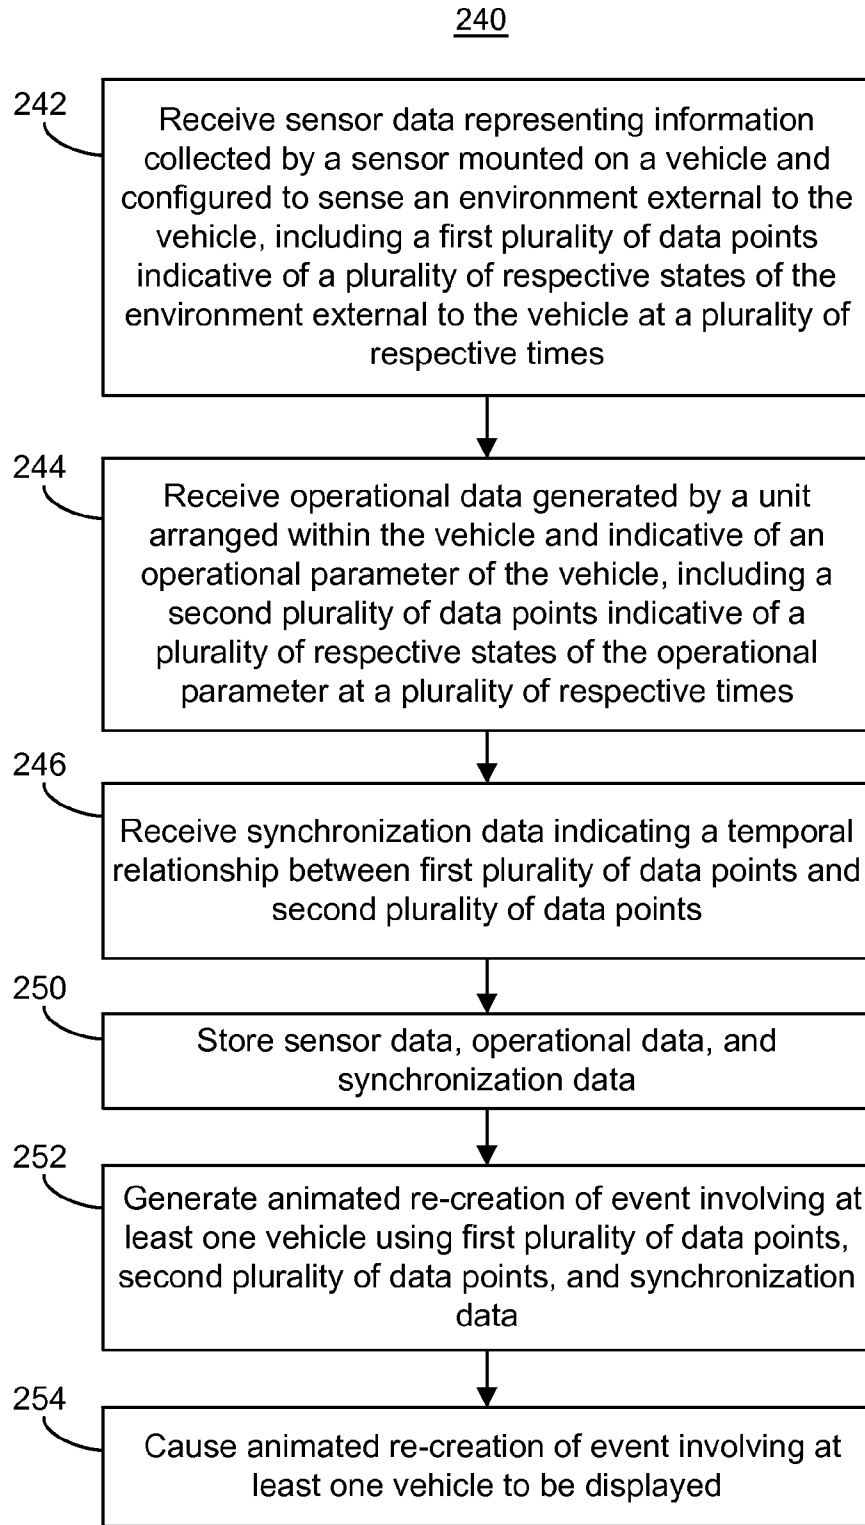 240
242
Receive sensor data representing information
collected by a sensor mounted on a vehicle and
configured to sense an environment external to the
vehicle, including a first plurality of data points
indicative of a plurality of respective states of the
environment external to the vehicle at a plurality of
respective times
244
Receive operational data generated by a unit
arranged within the vehicle and indicative of an
operational parameter of the vehicle, including a
second plurality of data points indicative of a
plurality of respective states of the operational
parameter at a plurality of respective times
246
Receive synchronization data indicating a temporal
relationship between first plurality of data points and
second plurality of data points
250
Store sensor data, operational data, and
synchronization data
252
Generate animated re-creation of event involving at
least one vehicle using first plurality of data points,
second plurality of data points, and synchronization
data
254
Cause animated re-creation of event involving at
least one vehicle to be displayed